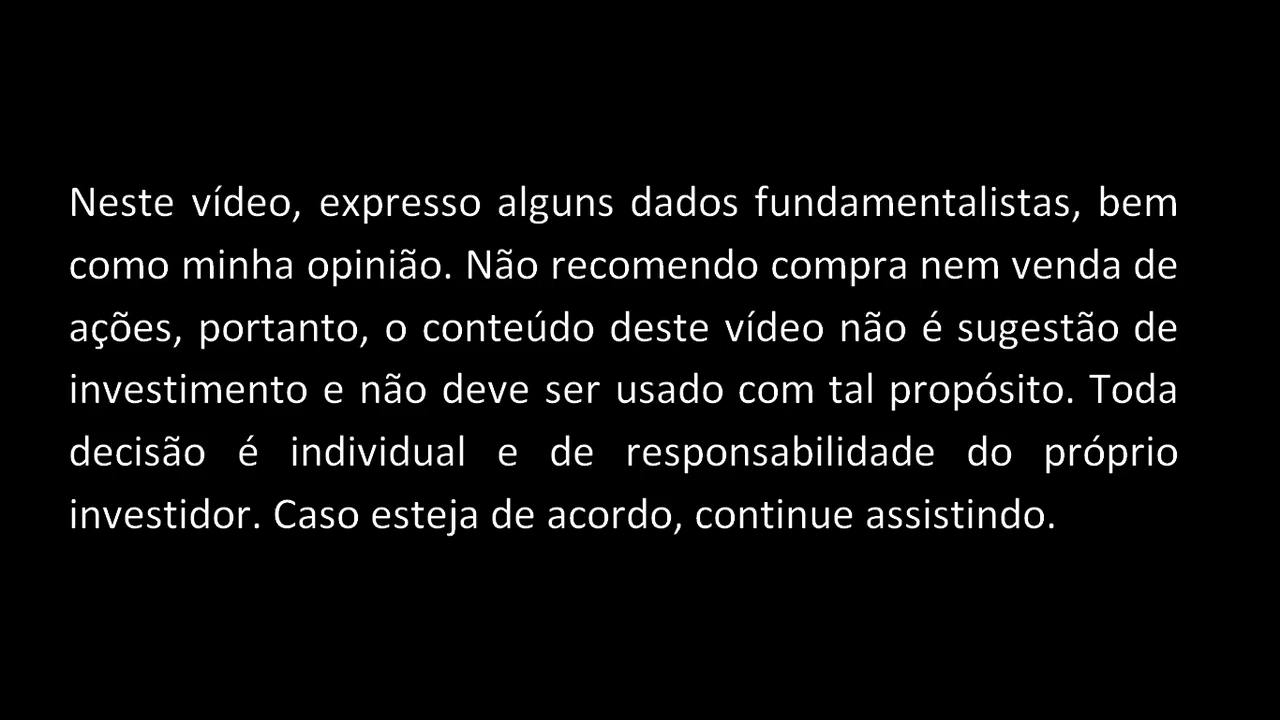 Neste vídeo, expresso alguns dados fundamentalistas, bem
como minha opinião. Não recomendo compra nem venda de
ações, portanto, o conteúdo deste vídeo não é sugestão de
investimento e não deve ser usado com tal propósito. Toda
decisão é individual e de responsabilidade do próprio
investidor. Caso esteja de acordo, continue assistindo.